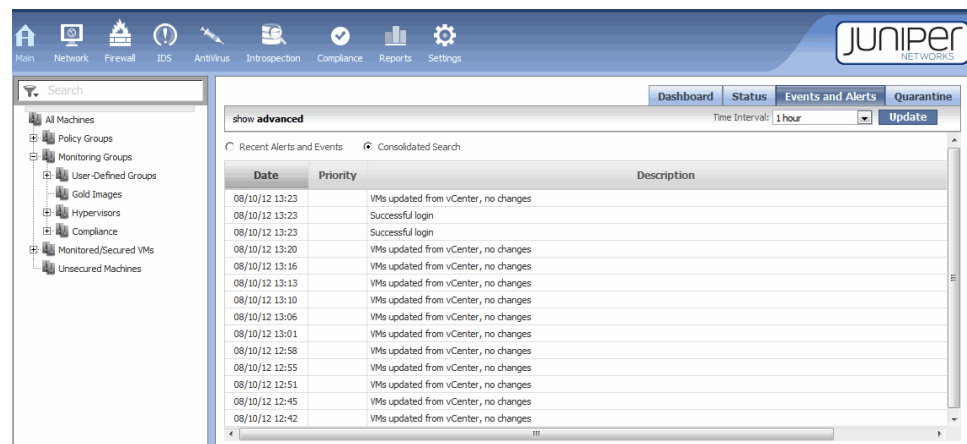 Main Network Firewall IDS AntiVirus Introspection Compliance Reports Settings
JUNIPER
NETWORKS
Search
All Machines
Policy Groups
Monitoring Groups
User-Defined Groups
Gold Images
Hypervisors
Compliance
Monitored/Secured VMs
Unsecured Machines
Dashboard Status Events and Alerts Quarantine
show advanced Time Interval: 1 hour Update
Recent Alerts and Events Consolidated Search
Date Priority Description
08/10/12 13:23 VMs updated from vCenter, no changes
08/10/12 13:23 Successful login
08/10/12 13:23 Successful login
08/10/12 13:20 VMs updated from vCenter, no changes
08/10/12 13:16 VMs updated from vCenter, no changes
08/10/12 13:13 VMs updated from vCenter, no changes
08/10/12 13:10 VMs updated from vCenter, no changes
08/10/12 13:06 VMs updated from vCenter, no changes
08/10/12 13:01 VMs updated from vCenter, no changes
08/10/12 12:58 VMs updated from vCenter, no changes
08/10/12 12:55 VMs updated from vCenter, no changes
08/10/12 12:51 VMs updated from vCenter, no changes
08/10/12 12:45 VMs updated from vCenter, no changes
08/10/12 12:42 VMs updated from vCenter, no changes